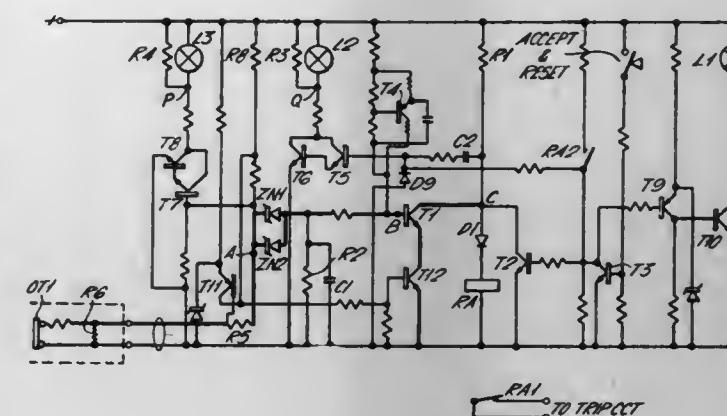 +
R4
L3
R8
R3
L2
R1
ACCEPT
&
RESET
L1
P
Q
T4
T8
T6
T5
C2
RA2
T9
T7
D9
ZN1
B
T1
C
T10
A
ZN2
D1
T2
T3
R2
T12
OT1
R6
T11
C1
RA
R5
RA1
TO TRIP CCT